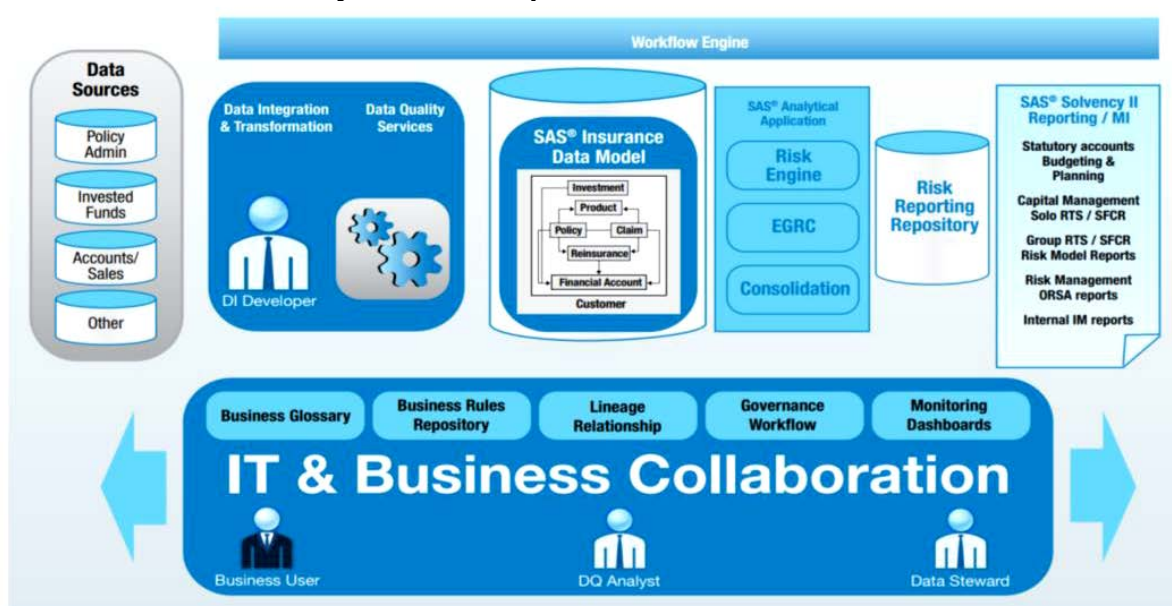 Workflow Engine
Data
Sources
Policy
Admin
Invested
Funds
Accounts/
Sales
Other
Data Integration
& Transformation
Data Quality
Services
DI Developer
SAS® Insurance
Data Model
Investment
Product
Policy
Claim
Reinsurance
Financial Account
Customer
SAS® Analytical
Application
Risk
Engine
EGRC
Consolidation
Risk
Reporting
Repository
SAS® Solvency II
Reporting / MI
Statutory accounts
Budgeting &
Planning
Capital Management
Solo RTS / SFCR
Group RTS / SFCR
Risk Model Reports
Risk Management
ORSA reports
Internal IM reports
Business Glossary
Business Rules
Repository
Lineage
Relationship
Governance
Workflow
Monitoring
Dashboards
IT & Business Collaboration
Business User
DQ Analyst
Data Steward